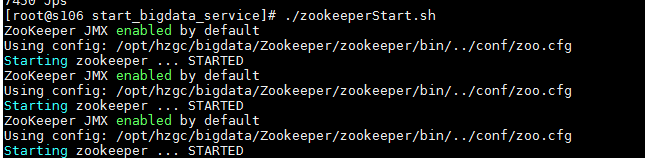 7450 Jps
[root@s106 start_bigdata_service]# ./zookeeperStart.sh
ZooKeeper JMX enabled by default
Using config: /opt/hzgc/bigdata/Zookeeper/zookeeper/bin/../conf/zoo.cfg
Starting zookeeper ... STARTED
ZooKeeper JMX enabled by default
Using config: /opt/hzgc/bigdata/Zookeeper/zookeeper/bin/../conf/zoo.cfg
Starting zookeeper ... STARTED
ZooKeeper JMX enabled by default
Using config: /opt/hzgc/bigdata/Zookeeper/zookeeper/bin/../conf/zoo.cfg
Starting zookeeper ... STARTED